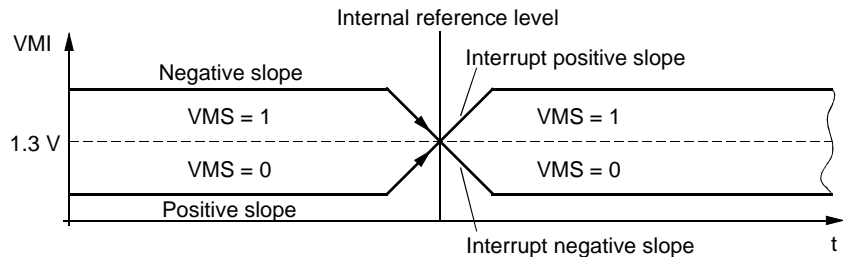 Internal reference level
VMI
Interrupt positive slope
Negative slope
VMS = 1
VMS = 1
1.3 V
VMS = 0
VMS = 0
Positive slope
Interrupt negative slope
t